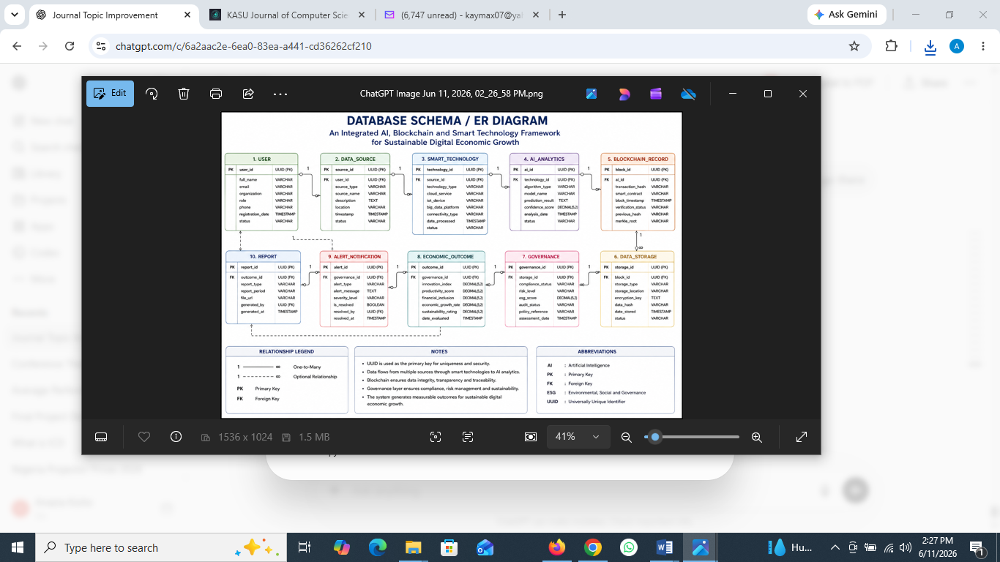 Journal Topic Improvement
KASU Journal of Computer Scie
(6,747 unread) - kaymax07@ya
Ask Gemini
chatgpt.com/c/6a2aac2e-6ea0-83ea-a441-cd36262cf210
A
Edit
ChatGPT Image Jun 11, 2026, 02_26_58 PM.png
DATABASE SCHEMA / ER DIAGRAM
An Integrated AI, Blockchain and Smart Technology Framework
for Sustainable Digital Economic Growth
1. USER
PK user_id UUID (PK)
full_name VARCHAR
email VARCHAR
organization VARCHAR
role VARCHAR
phone VARCHAR
registration_date TIMESTAMP
status VARCHAR
1
2. DATA_SOURCE
PK source_id UUID (PK)
FK user_id UUID (FK)
source_type VARCHAR
source_name VARCHAR
description TEXT
location VARCHAR
timestamp TIMESTAMP
status VARCHAR
1
3. SMART_TECHNOLOGY
PK technology_id UUID (PK)
FK source_id UUID (FK)
technology_type VARCHAR
cloud_service VARCHAR
iot_device VARCHAR
big_data_platform VARCHAR
connectivity_type VARCHAR
date_processed TIMESTAMP
status VARCHAR
1
4. AI_ANALYTICS
PK ai_id UUID (PK)
FK technology_id UUID (FK)
algorithm_type VARCHAR
model_name VARCHAR
prediction_result TEXT
confidence_score DECIMAL(5,2)
analysis_date TIMESTAMP
status VARCHAR
1
5. BLOCKCHAIN_RECORD
PK block_id UUID (PK)
FK ai_id UUID (FK)
transaction_hash VARCHAR
smart_contract VARCHAR
block_timestamp TIMESTAMP
verification_status VARCHAR
previous_hash VARCHAR
merkle_root VARCHAR
1
1
∞
10. REPORT
PK report_id UUID (PK)
FK outcome_id UUID (FK)
report_type VARCHAR
report_period VARCHAR
file_url VARCHAR
generated_by UUID (FK)
generated_at TIMESTAMP
1
9. ALERT_NOTIFICATION
PK alert_id UUID (PK)
FK governance_id UUID (FK)
alert_type VARCHAR
alert_message TEXT
severity_level VARCHAR
is_resolved BOOLEAN
resolved_by UUID (FK)
resolved_at TIMESTAMP
1
8. ECONOMIC_OUTCOME
PK outcome_id UUID (PK)
FK governance_id UUID (FK)
innovation_index DECIMAL(5,2)
productivity_score DECIMAL(5,2)
financial_inclusion DECIMAL(5,2)
economic_growth_rate DECIMAL(5,2)
sustainability_rating DECIMAL(5,2)
date_evaluated TIMESTAMP
1
7. GOVERNANCE
PK governance_id UUID (PK)
FK storage_id UUID (FK)
compliance_status VARCHAR
risk_level VARCHAR
esg_score DECIMAL(5,2)
audit_status VARCHAR
policy_reference VARCHAR
assessment_date TIMESTAMP
1
6. DATA_STORAGE
PK storage_id UUID (PK)
FK block_id UUID (FK)
storage_type VARCHAR
storage_location VARCHAR
encryption_key TEXT
data_hash VARCHAR
date_stored TIMESTAMP
status VARCHAR
RELATIONSHIP LEGEND
1 ∞ One-to-Many
1 ∞ Optional Relationship
PK Primary Key
FK Foreign Key
NOTES
• UUID is used as the primary key for uniqueness and security.
• Data flows from multiple sources through smart technologies to AI analytics.
• Blockchain ensures data integrity, transparency and traceability.
• Governance layer ensures compliance, risk management and sustainability.
• The system generates measurable outcomes for sustainable digital
economic growth.
ABBREVIATIONS
AI : Artificial Intelligence
PK : Primary Key
FK : Foreign Key
ESG : Environmental, Social and Governance
UUID : Universally Unique Identifier
1536 x 1024
1.5 MB
41%
Type here to search
Hu...
2:27 PM
6/11/2026
1